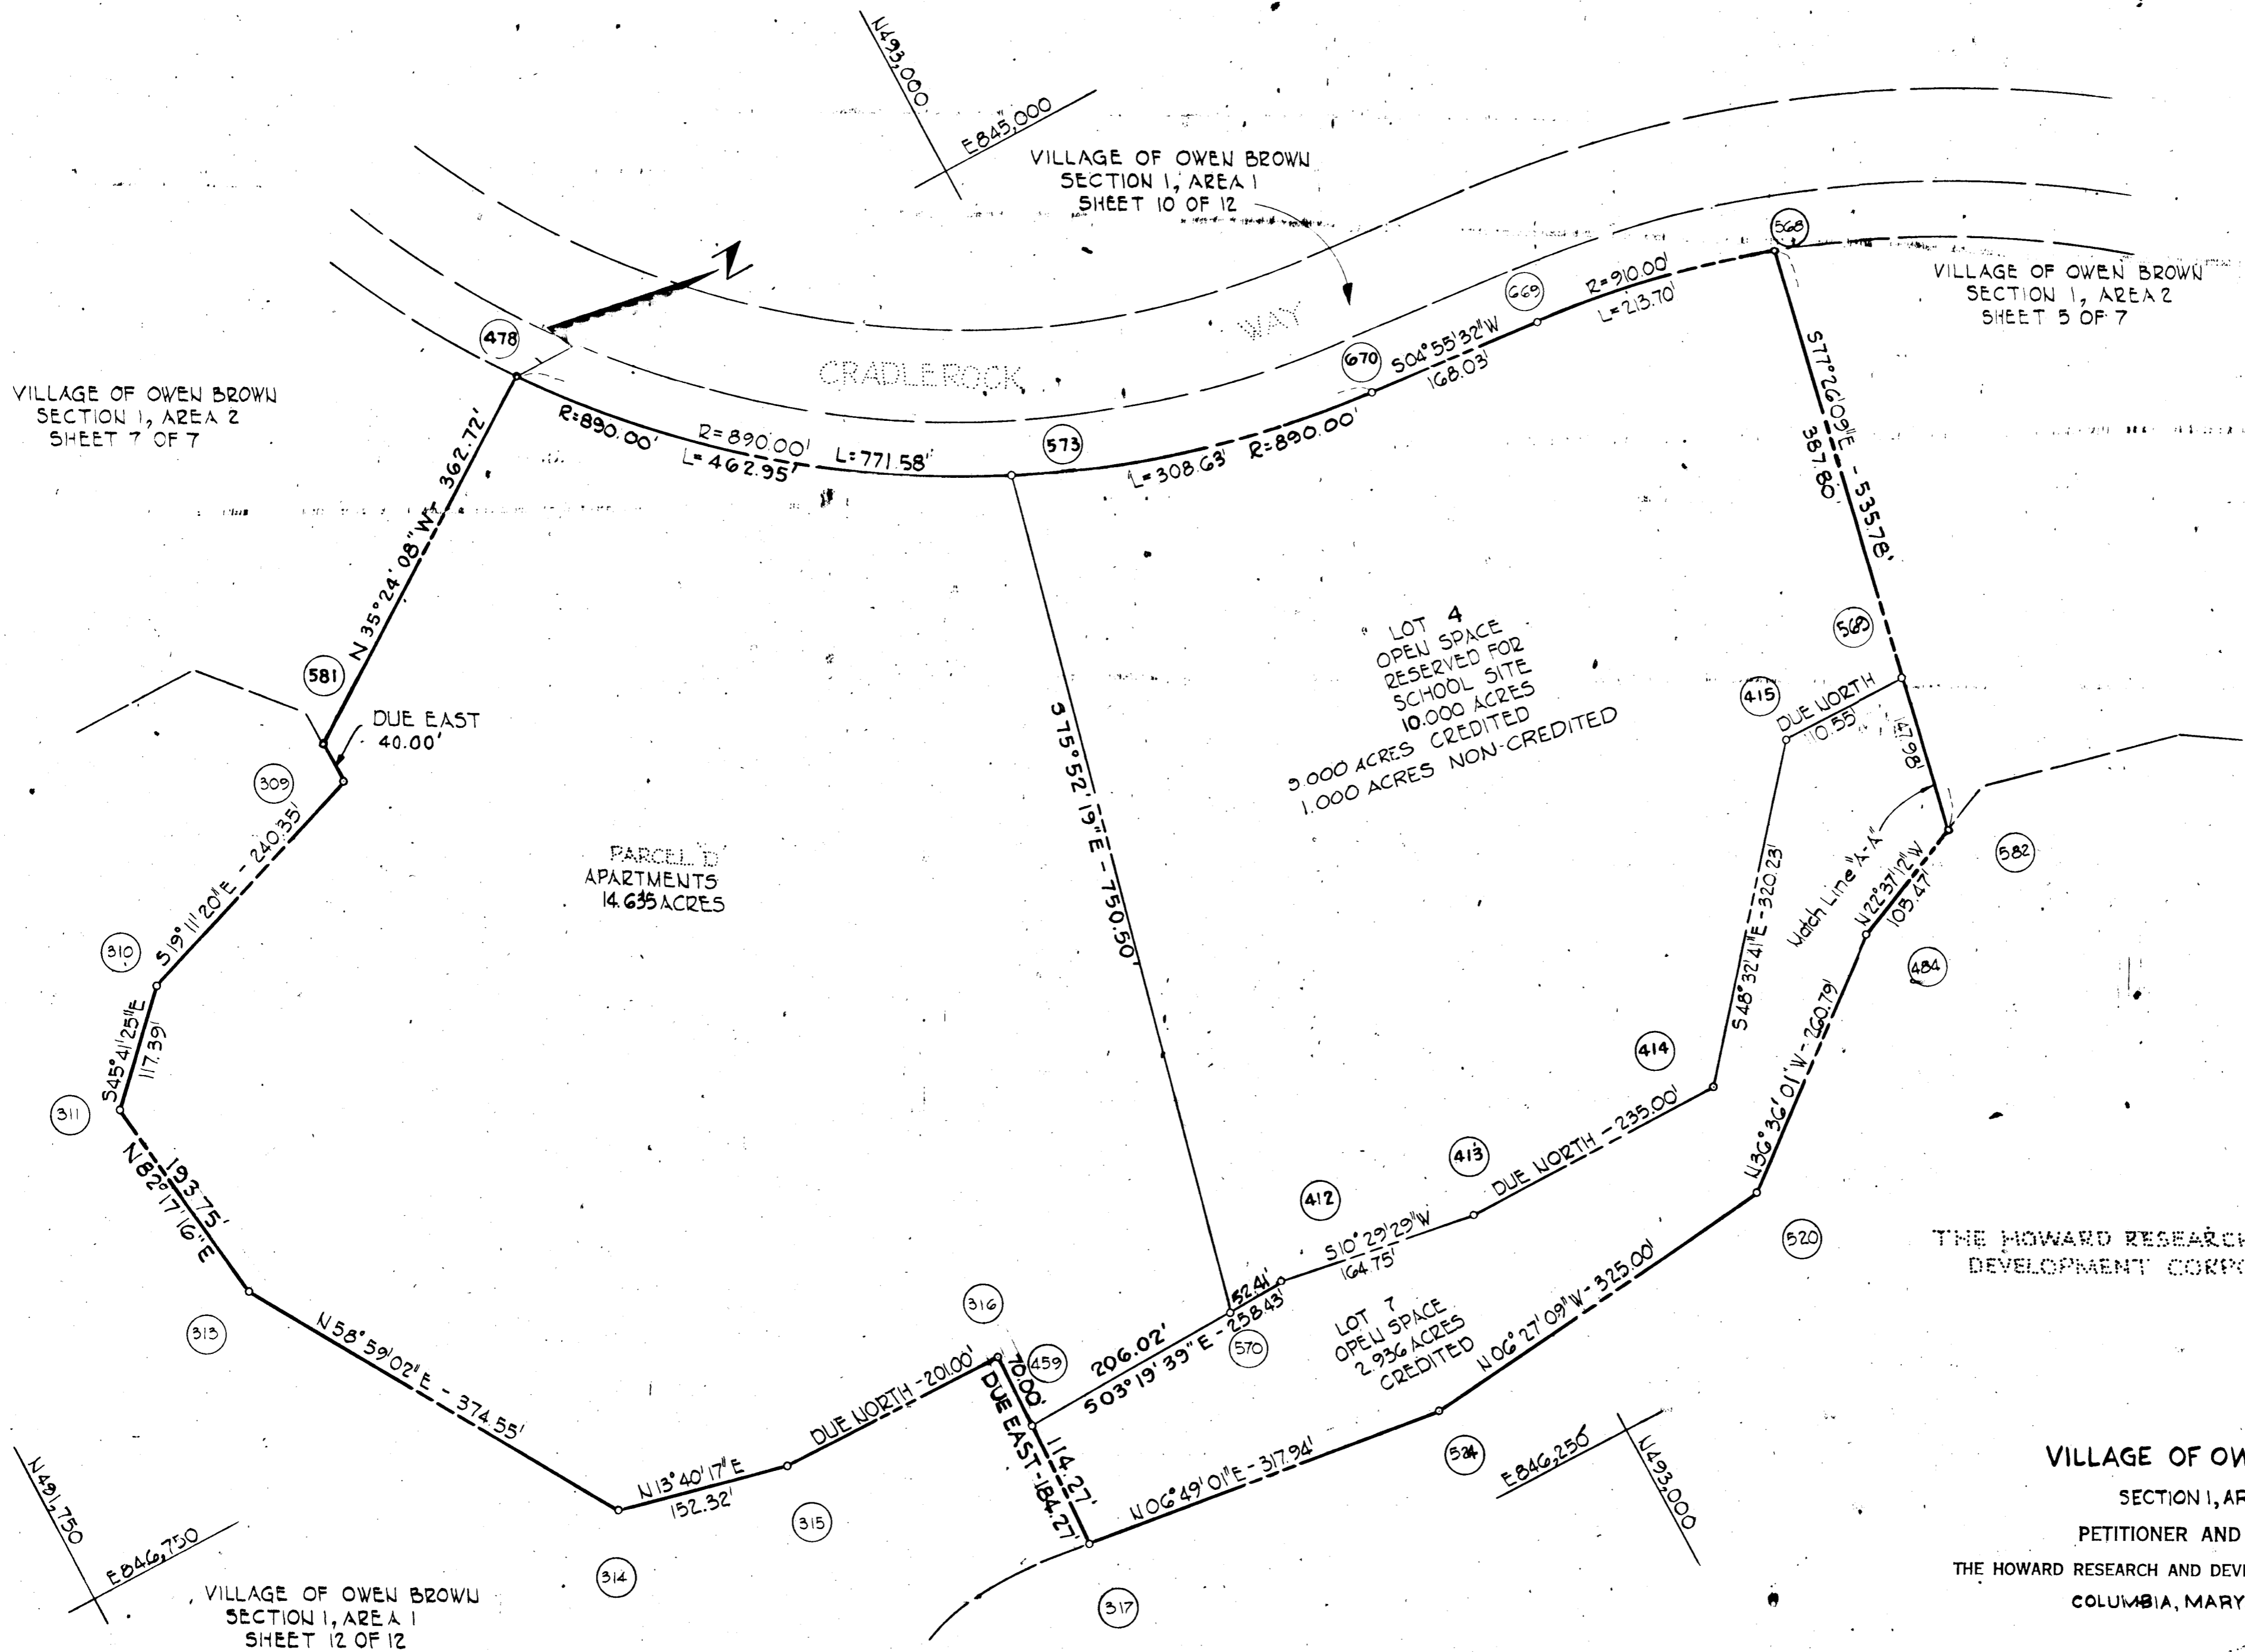 N493,000
E845,000
VILLAGE OF OWEN BROWN
SECTION 1, AREA 1
SHEET 10 OF 12
568
VILLAGE OF OWEN BROWN
SECTION 1, AREA 2
SHEET 5 OF 7
669
R=910.00'
L=213.70'
WAY
CRADLEROCK
670
S04°55'32"W
168.03'
478
VILLAGE OF OWEN BROWN
SECTION 1, AREA 2
SHEET 7 OF 7
R=890.00'
R=890.00'
L=462.95'
L=771.58'
573
L=308.63'
R=890.00'
S77°26'09"E - 535.78'
387.80'
N 35°24'08"W - 362.72'
581
DUE EAST
40.00'
309
S19°11'20"E - 240.35'
310
S45°41'25"E
117.39'
311
193.75'
N82°17'16"E
313
PARCEL 'D'
APARTMENTS
14.635 ACRES
S75°52'19"E - 750.50'
LOT 4
OPEN SPACE
RESERVED FOR
SCHOOL SITE
10.000 ACRES
9.000 ACRES CREDITED
1.000 ACRES NON-CREDITED
569
415
DUE NORTH
110.55'
147.98'
Match Line "A-A"
582
N22°37'12"W
105.47'
484
S48°32'41"E - 320.23'
414
N36°36'01"W - 260.79'
520
DUE NORTH - 235.00'
413
412
S10°29'29"W
164.75'
52.41'
570
206.02'
S03°19'39"E - 258.43'
LOT 7
OPEN SPACE
2.936 ACRES
CREDITED
N06°27'09"W - 325.00'
524
N06°49'01"E - 317.94'
317
316
459
70.00'
114.27'
DUE EAST - 184.27'
DUE NORTH - 201.00'
315
N13°40'17"E
152.32'
314
N58°59'02"E - 374.55'
N491,750
E846,750
VILLAGE OF OWEN BROWN
SECTION 1, AREA 1
SHEET 12 OF 12
E846,250
N493,000
THE HOWARD RESEARCH
DEVELOPMENT CORPO
VILLAGE OF OW
SECTION 1, AR
PETITIONER AND
THE HOWARD RESEARCH AND DEVE
COLUMBIA, MARY